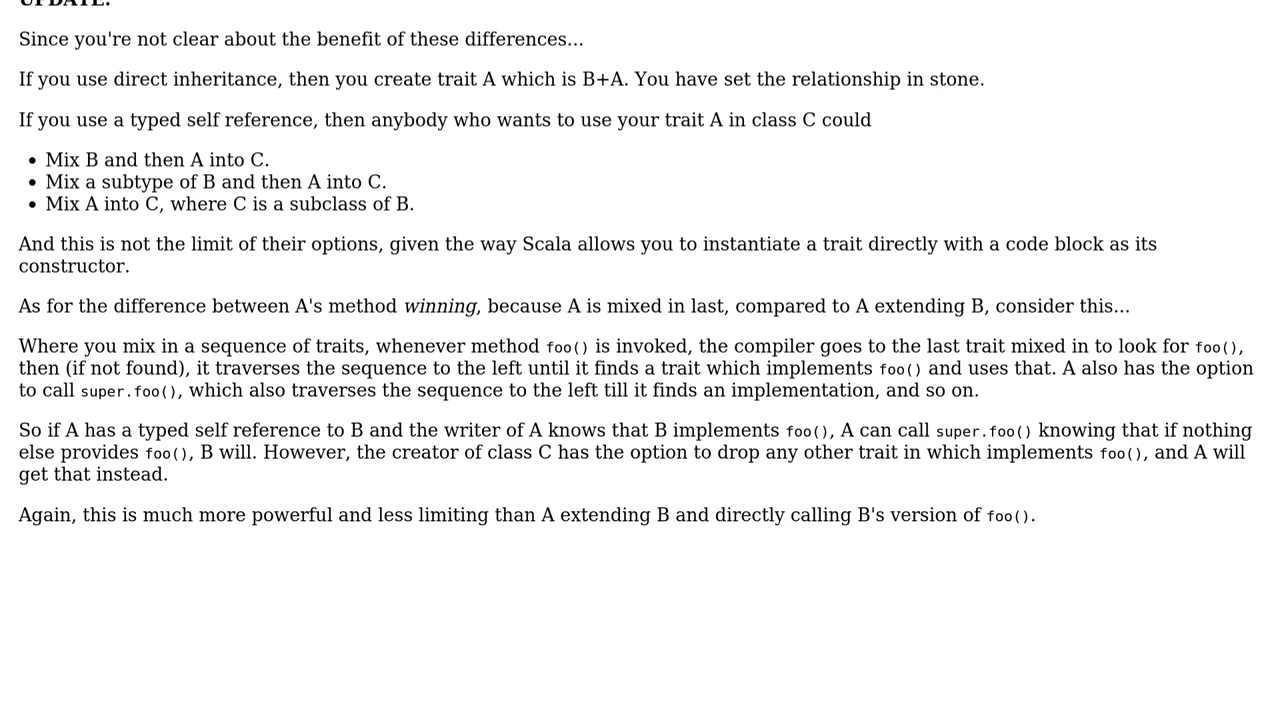 UPDATE:
Since you're not clear about the benefit of these differences...
If you use direct inheritance, then you create trait A which is B+A. You have set the relationship in stone.
If you use a typed self reference, then anybody who wants to use your trait A in class C could
• Mix B and then A into C.
• Mix a subtype of B and then A into C.
• Mix A into C, where C is a subclass of B.
And this is not the limit of their options, given the way Scala allows you to instantiate a trait directly with a code block as its
constructor.
As for the difference between A's method winning, because A is mixed in last, compared to A extending B, consider this...
Where you mix in a sequence of traits, whenever method foo() is invoked, the compiler goes to the last trait mixed in to look for foo(),
then (if not found), it traverses the sequence to the left until it finds a trait which implements foo() and uses that. A also has the option
to call super.foo(), which also traverses the sequence to the left till it finds an implementation, and so on.
So if A has a typed self reference to B and the writer of A knows that B implements foo(), A can call super.foo() knowing that if nothing
else provides foo(), B will. However, the creator of class C has the option to drop any other trait in which implements foo(), and A will
get that instead.
Again, this is much more powerful and less limiting than A extending B and directly calling B's version of foo().